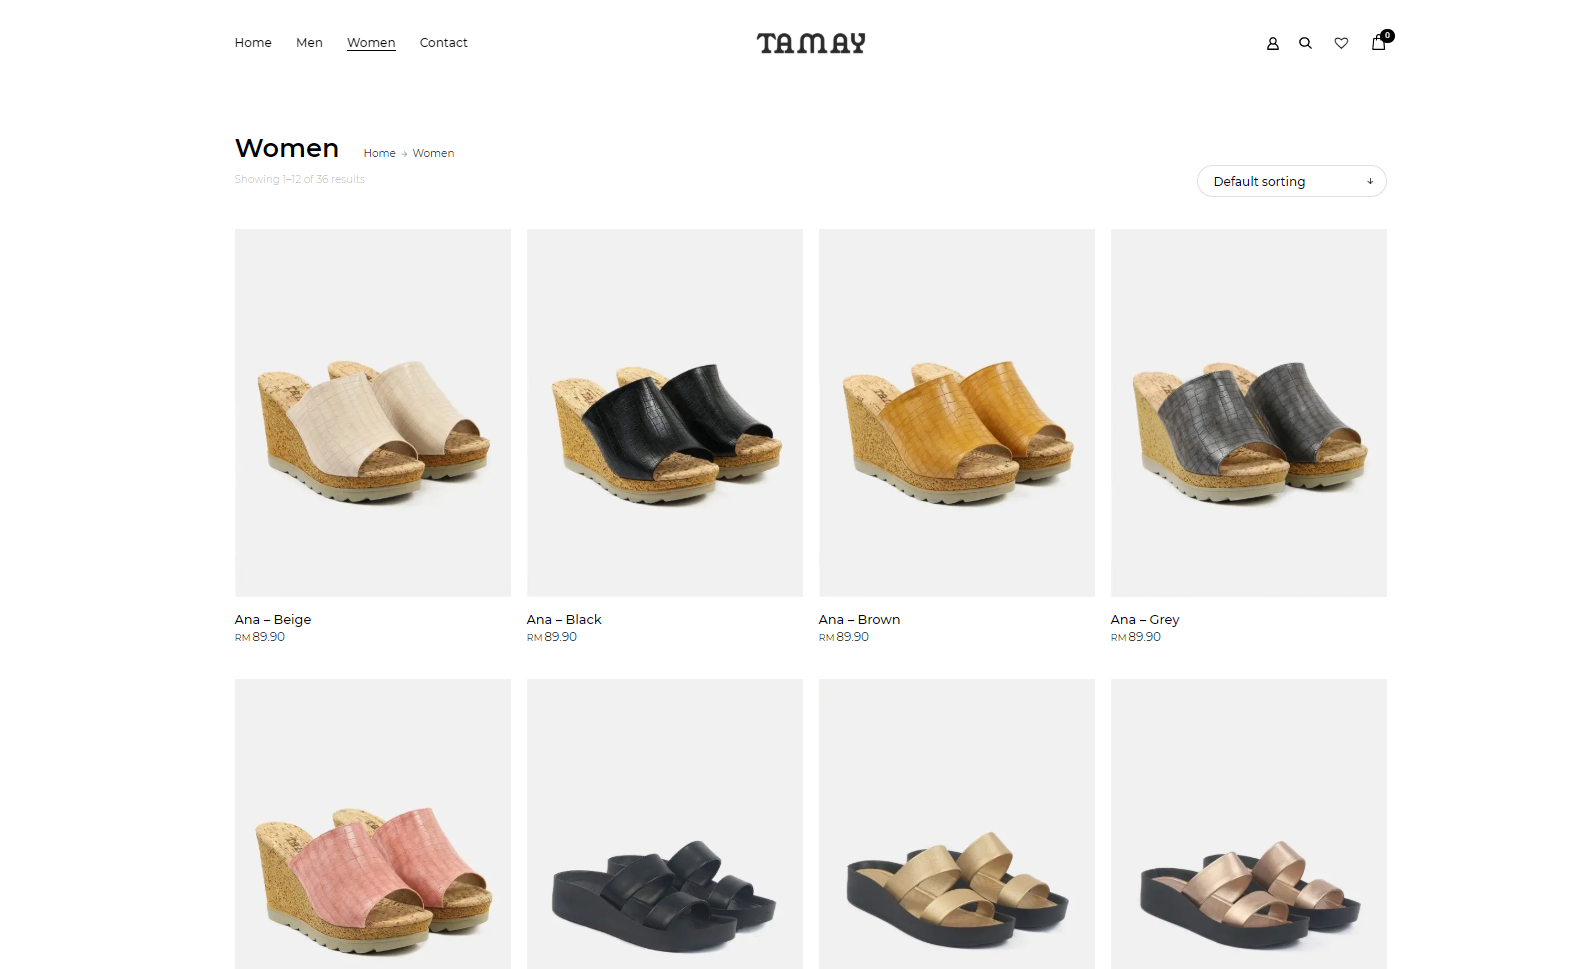 Home Men Women Contact
TAMAY
0
Women
Home → Women
Showing 1–12 of 36 results
Default sorting
Ana – Beige
RM89.90
Ana – Black
RM89.90
Ana – Brown
RM89.90
Ana – Grey
RM89.90